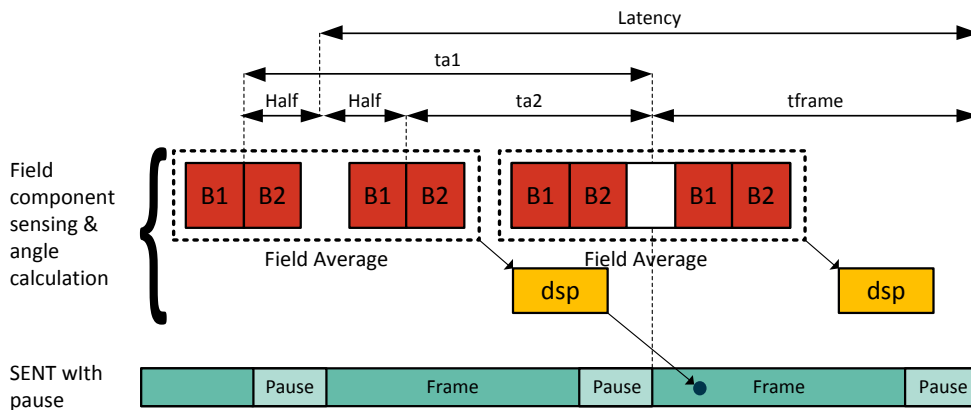 Latency
ta1
Half Half ta2 tframe
Field
component
sensing &
angle
calculation
B1 B2 B1 B2 B1 B2 B1 B2
Field Average Field Average
dsp dsp
SENT wIth
pause
Pause Frame Pause Frame Pause